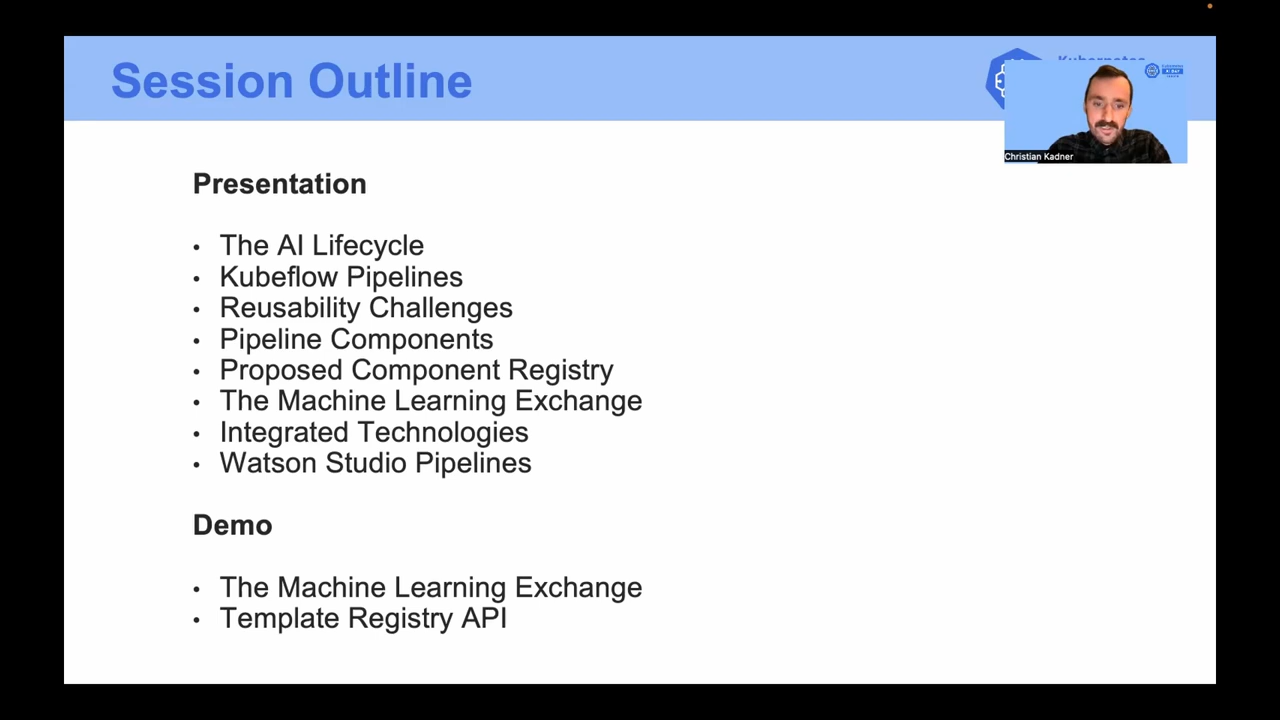 Session Outline
Kubernetes
Christian Kadner
Presentation
• The AI Lifecycle
• Kubeflow Pipelines
• Reusability Challenges
• Pipeline Components
• Proposed Component Registry
• The Machine Learning Exchange
• Integrated Technologies
• Watson Studio Pipelines
Demo
• The Machine Learning Exchange
• Template Registry API